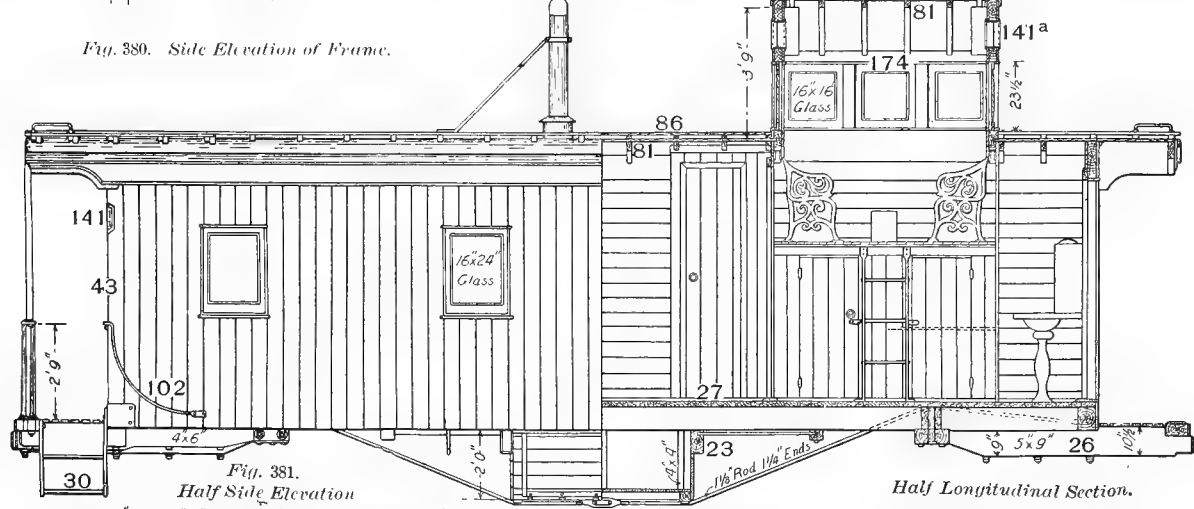 Fig. 380. Side Elevation of Frame.
81
141ª
3' 9"
174
16"x16"
Glass
23½"
86
81
141
16"x24"
Glass
43
2' 9"
102
27
4"x6"
2' 0"
4"x4"
23
1⅛" Rod 1¼" Ends
9"
5"x9"
26
10½"
30
Fig. 381.
Half Side Elevation
Half Longitudinal Section.